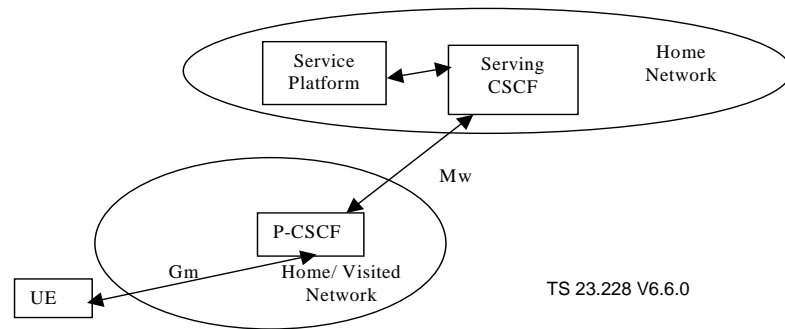 Service
Platform
Serving
CSCF
Home
Network
Mw
P-CSCF
Gm
Home/ Visited
Network
UE
TS 23.228 V6.6.0